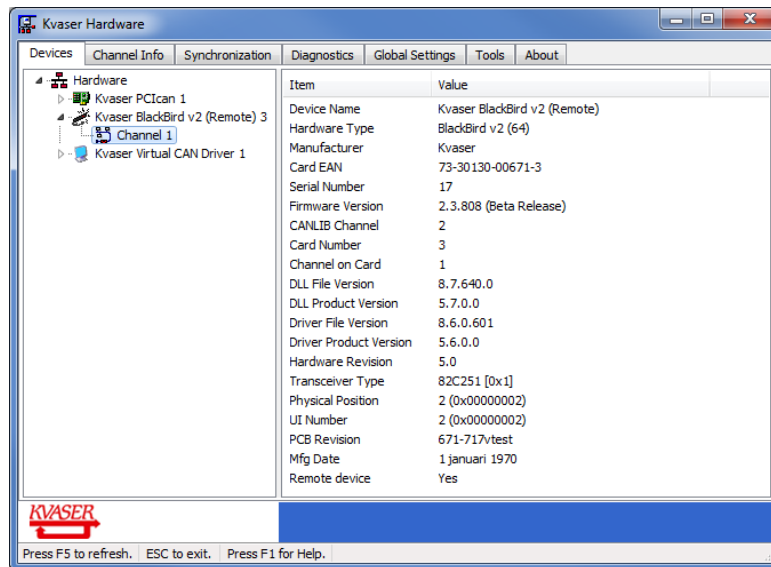 Kvaser Hardware
Devices Channel Info Synchronization Diagnostics Global Settings Tools About
Hardware
Kvaser PCIcan 1
Kvaser BlackBird v2 (Remote) 3
Channel 1
Kvaser Virtual CAN Driver 1
Item Value
Device Name Kvaser BlackBird v2 (Remote)
Hardware Type BlackBird v2 (64)
Manufacturer Kvaser
Card EAN 73-30130-00671-3
Serial Number 17
Firmware Version 2.3.808 (Beta Release)
CANLIB Channel 2
Card Number 3
Channel on Card 1
DLL File Version 8.7.640.0
DLL Product Version 5.7.0.0
Driver File Version 8.6.0.601
Driver Product Version 5.6.0.0
Hardware Revision 5.0
Transceiver Type 82C251 [0x1]
Physical Position 2 (0x00000002)
UI Number 2 (0x00000002)
PCB Revision 671-717vtest
Mfg Date 1 januari 1970
Remote device Yes
KVASER
Press F5 to refresh. ESC to exit. Press F1 for Help.